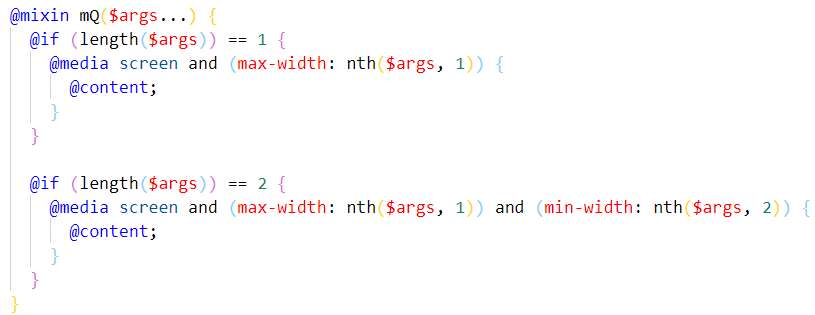 @mixin mQ($args...) {
@if (length($args)) == 1 {
@media screen and (max-width: nth($args, 1)) {
@content;
}
}
@if (length($args)) == 2 {
@media screen and (max-width: nth($args, 1)) and (min-width: nth($args, 2)) {
@content;
}
}
}